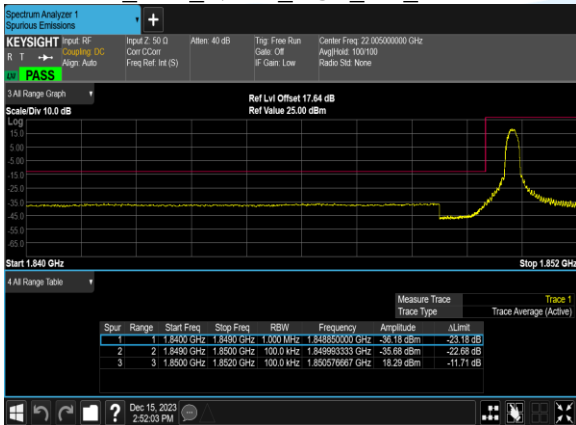 Spectrum Analyzer 1
Spurious Emissions
KEYSIGHT Input: RF Input Z: 50 Ω Atten: 40 dB Trig: Free Run Center Freq: 22.005000000 GHz
R T Coupling: DC Corr CCorr Gate: Off Avg|Hold: 100/100
Align: Auto Freq Ref: Int (S) IF Gain: Low Radio Std: None
PASS
3 All Range Graph
Ref Lvl Offset 17.64 dB
Scale/Div 10.0 dB Ref Value 25.00 dBm
Log
15.0
5.00
-5.00
-15.0
-25.0
-35.0
-45.0
-55.0
-65.0
Start 1.840 GHz Stop 1.852 GHz
4 All Range Table
Measure Trace Trace 1
Trace Type Trace Average (Active)
Spur Range Start Freq Stop Freq RBW Frequency Amplitude ΔLimit
1 1 1.8400 GHz 1.8490 GHz 1.000 MHz 1.848850000 GHz -36.18 dBm -23.18 dB
2 2 1.8490 GHz 1.8500 GHz 100.0 kHz 1.849993333 GHz -35.68 dBm -22.68 dB
3 3 1.8500 GHz 1.8520 GHz 100.0 kHz 1.850576667 GHz 18.29 dBm -11.71 dB
? Dec 15, 2023
2:52:03 PM